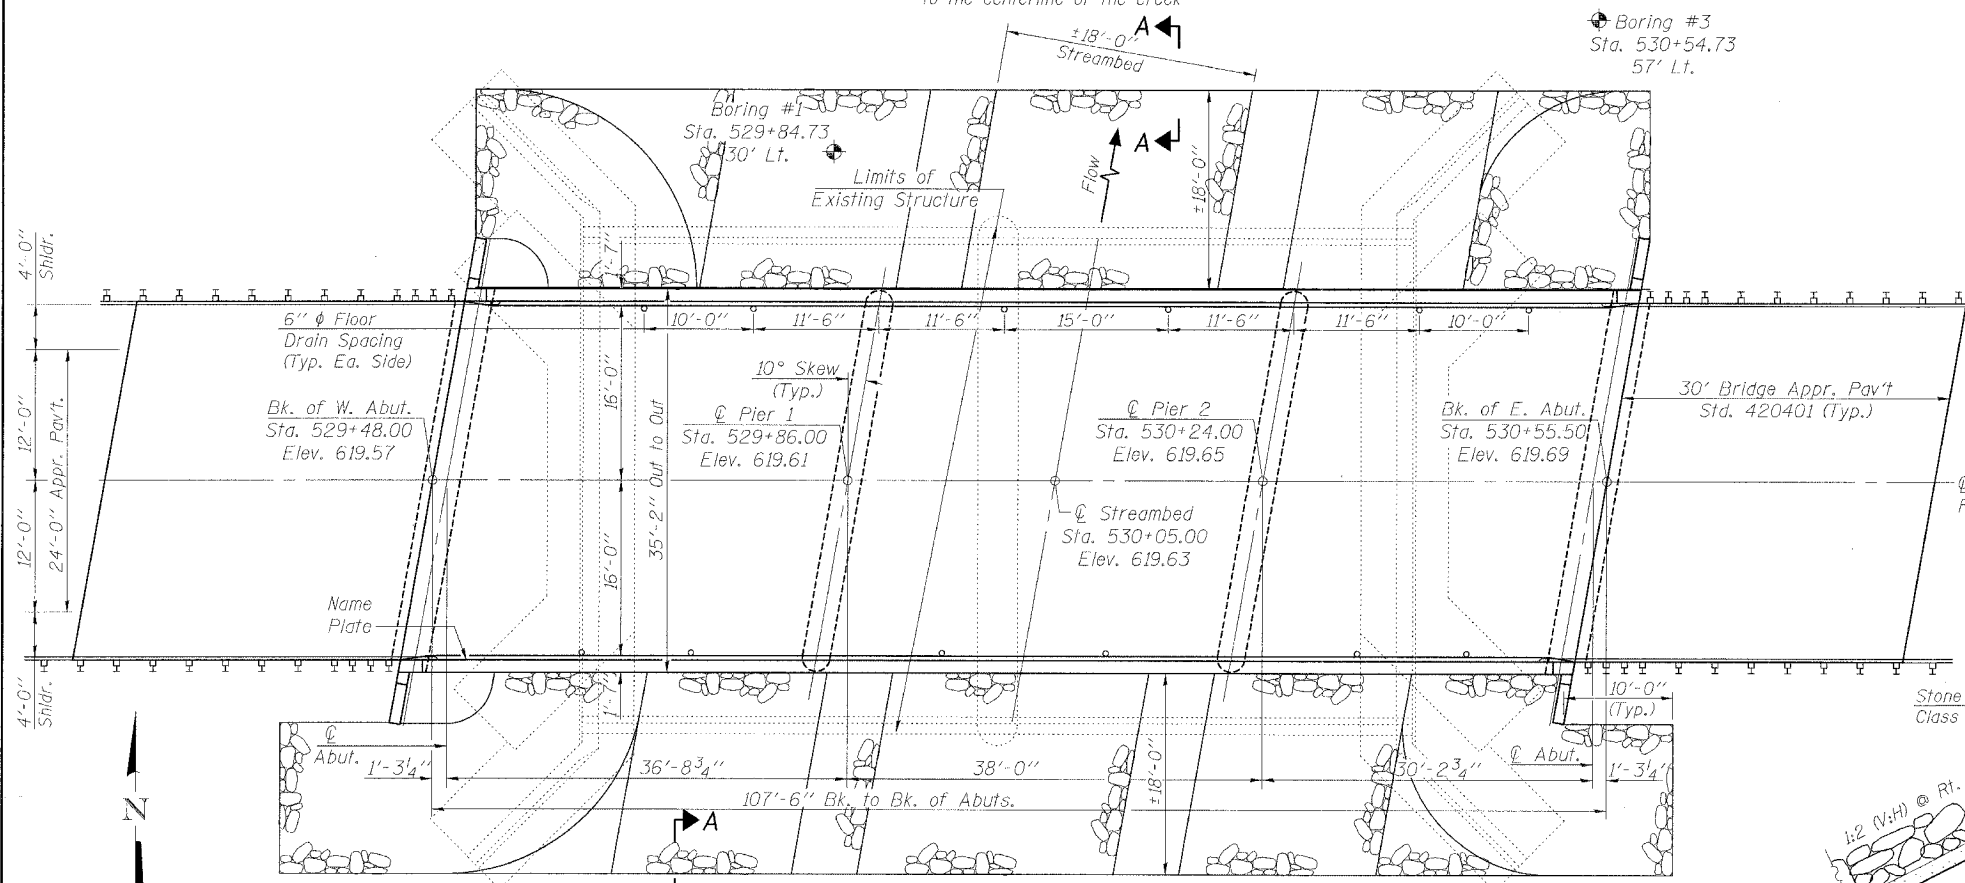 ±18'-0"
Streambed
A
Boring #3
Sta. 530+54.73
57' Lt.
Boring #1
Sta. 529+84.73
30' Lt.
A
Flow
±18'-0"
Limits of
Existing Structure
4'-0"
Shldr.
1'-7"
6" ϕ Floor
Drain Spacing
(Typ. Ea. Side)
10'-0"
11'-6"
11'-6"
15'-0"
11'-6"
11'-6"
10'-0"
10° Skew
(Typ.)
16'-0"
12'-0"
24'-0" Appr. Pav't.
Bk. of W. Abut.
Sta. 529+48.00
Elev. 619.57
35'-2" Out to Out
℄ Pier 1
Sta. 529+86.00
Elev. 619.61
℄ Pier 2
Sta. 530+24.00
Elev. 619.65
Bk. of E. Abut.
Sta. 530+55.50
Elev. 619.69
30' Bridge Appr. Pav't
Std. 420401 (Typ.)
℄
℄ Streambed
Sta. 530+05.00
Elev. 619.63
12'-0"
16'-0"
Name
Plate
4'-0"
Shldr.
1'-7"
10'-0"
(Typ.)
Stone
Class
℄
Abut.
1'-3¼"
36'-8¾"
38'-0"
±18'-0"
30'-2¾"
℄ Abut.
1'-3¼"
107'-6" Bk. to Bk. of Abuts.
A
N
1:2 (V:H) @ Rt.